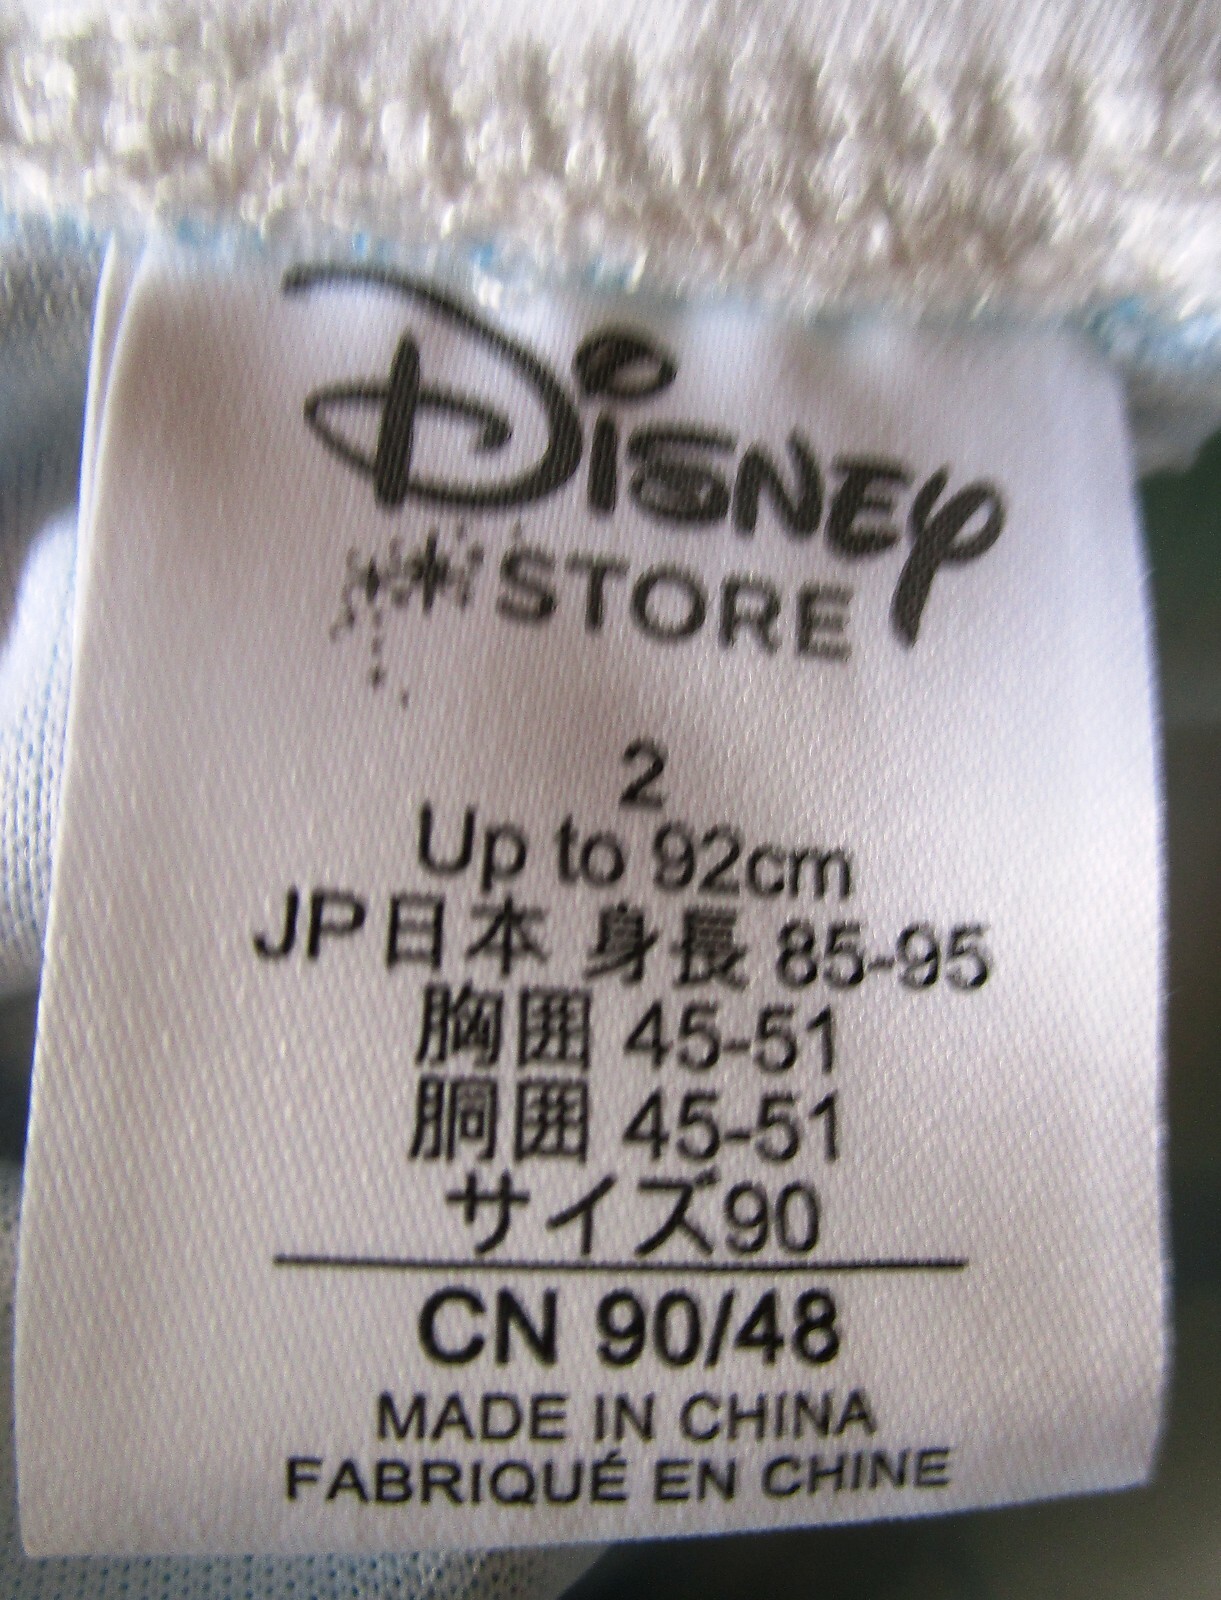 Disney
STORE
2
Up to 92cm
JP日本 身長 85-95
胸囲 45-51
胴囲 45-51
サイズ90
CN 90/48
MADE IN CHINA
FABRIQUÉ EN CHINE